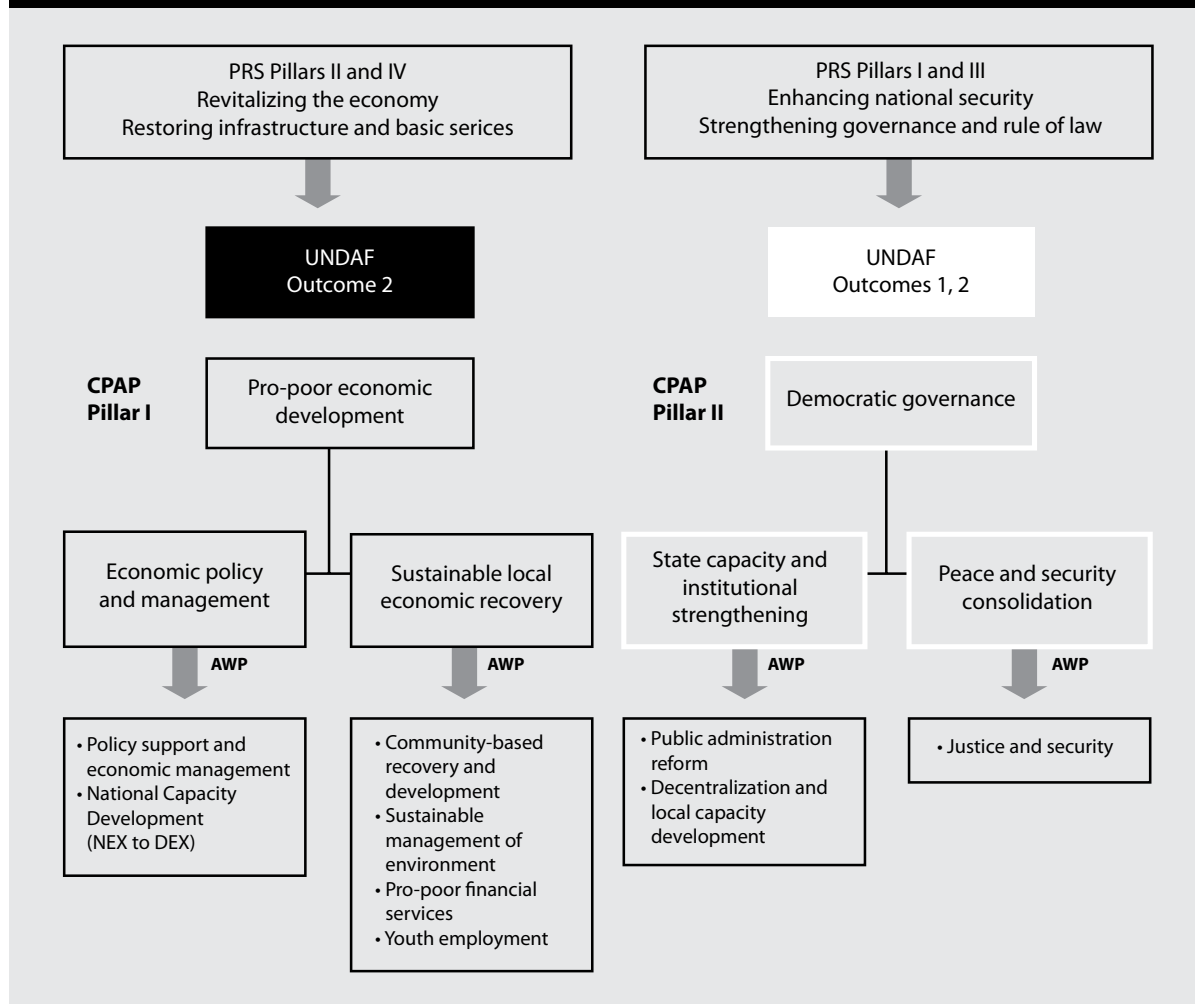 PRS Pillars II and IV
Revitalizing the economy
Restoring infrastructure and basic serices
PRS Pillars I and III
Enhancing national security
Strengthening governance and rule of law
UNDAF
Outcome 2
UNDAF
Outcomes 1, 2
CPAP
Pillar I
Pro-poor economic
development
CPAP
Pillar II
Democratic governance
Economic policy
and management
Sustainable local
economic recovery
State capacity and
institutional
strengthening
Peace and security
consolidation
AWP
AWP
AWP
AWP
• Policy support and
economic management
• National Capacity
Development
(NEX to DEX)
• Community-based
recovery and
development
• Sustainable
management of
environment
• Pro-poor financial
services
• Youth employment
• Public administration
reform
• Decentralization and
local capacity
development
• Justice and security